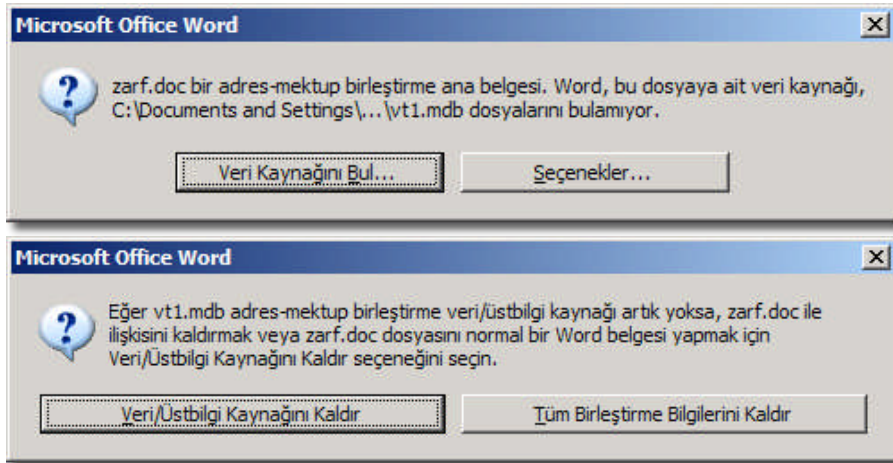 Microsoft Office Word
zarf.doc bir adres-mektup birleştirme ana belgesi. Word, bu dosyaya ait veri kaynağı,
C:\Documents and Settings\...\vt1.mdb dosyalarını bulamıyor.
Veri Kaynağını Bul... Seçenekler...
Microsoft Office Word
Eğer vt1.mdb adres-mektup birleştirme veri/üstbilgi kaynağı artık yoksa, zarf.doc ile
ilişkisini kaldırmak veya zarf.doc dosyasını normal bir Word belgesi yapmak için
Veri/Üstbilgi Kaynağını Kaldır seçeneğini seçin.
Veri/Üstbilgi Kaynağını Kaldır Tüm Birleştirme Bilgilerini Kaldır